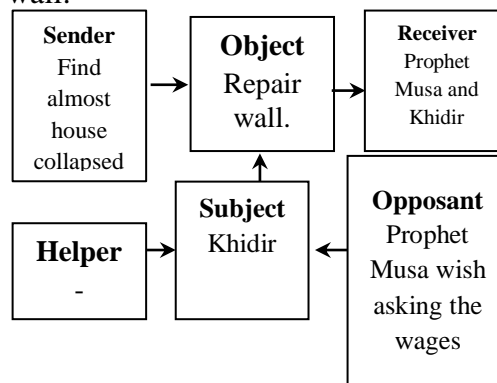 wall.
Sender
Find
almost
house
collapsed
Object
Repair
wall.
Receiver
Prophet
Musa and
Khidir
Helper
-
Subject
Khidir
Opposant
Prophet
Musa wish
asking the
wages